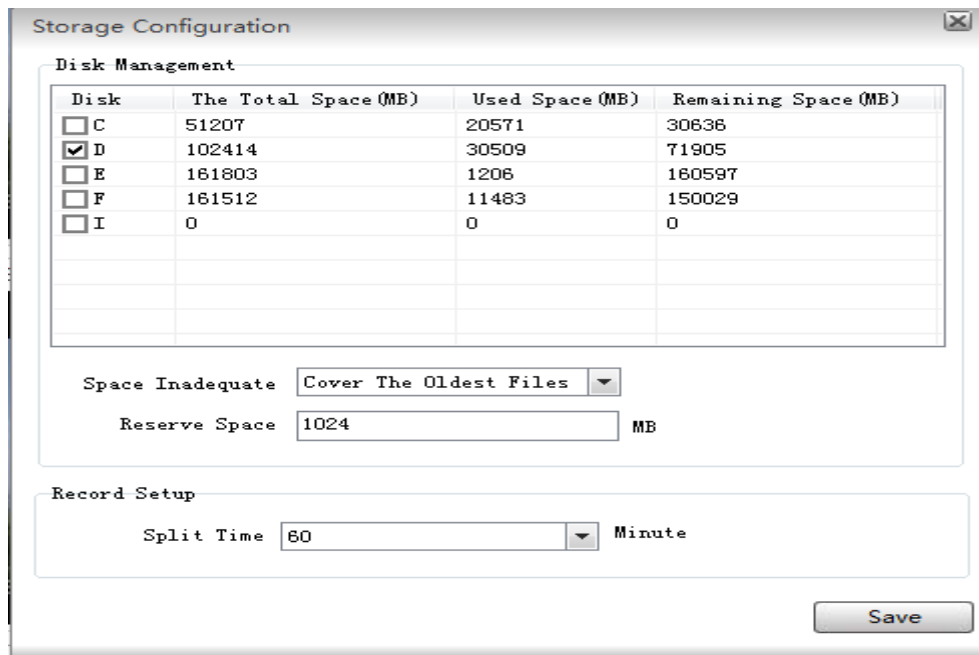 Storage Configuration
Disk Management
Disk The Total Space(MB) Used Space(MB) Remaining Space(MB)
C 51207 20571 30636
D 102414 30509 71905
E 161803 1206 160597
F 161512 11483 150029
I 0 0 0
Space Inadequate Cover The Oldest Files
Reserve Space 1024 MB
Record Setup
Split Time 60 Minute
Save